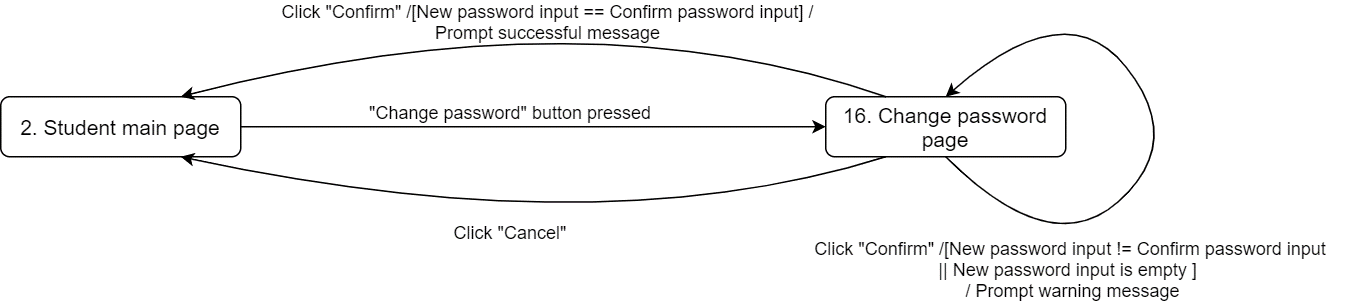 Click "Confirm" /[New password input == Confirm password input] /
Prompt successful message
"Change password" button pressed
2. Student main page
16. Change password
page
Click "Cancel"
Click "Confirm" /[New password input != Confirm password input
|| New password input is empty ]
/ Prompt warning message